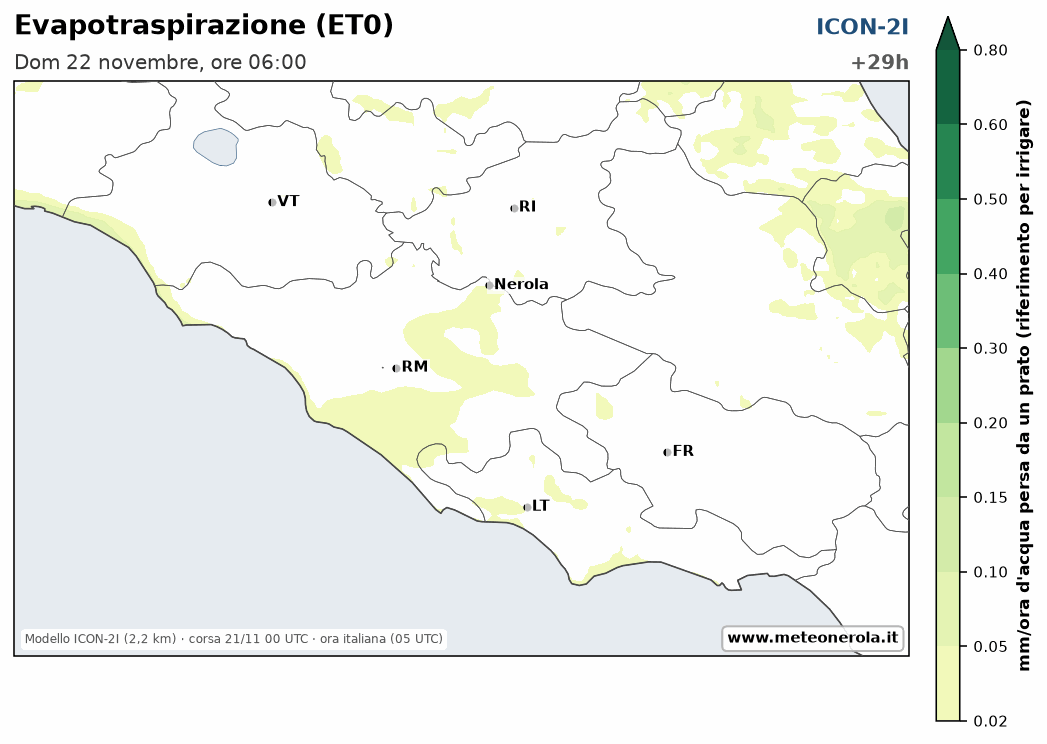 Evapotraspirazione (ET0)
ICON-2I
Dom 22 novembre, ore 06:00
+29h
VT
RI
Nerola
RM
FR
LT
Modello ICON-2I (2,2 km) · corsa 21/11 00 UTC · ora italiana (05 UTC)
www.meteonerola.it
0.80
0.60
0.50
0.40
0.30
0.20
0.15
0.10
0.05
0.02
mm/ora d'acqua persa da un prato (riferimento per irrigare)